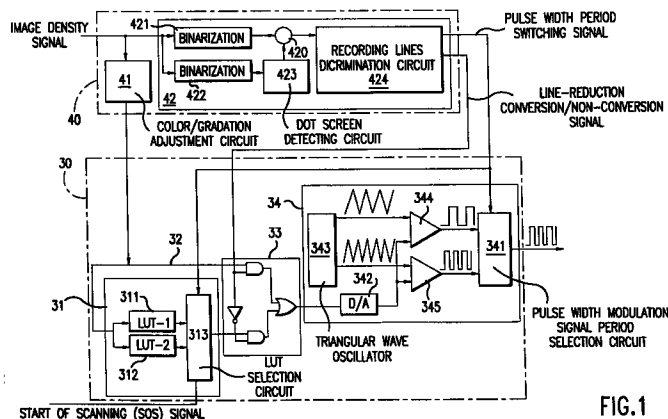 IMAGE DENSITY
SIGNAL
421
BINARIZATION
420
BINARIZATION
422
423
42
41
40
RECORDING LINES
DICRIMINATION CIRCUIT
424
PULSE WIDTH PERIOD
SWITCHING SIGNAL
COLOR/GRADATION
ADJUSTMENT CIRCUIT
DOT SCREEN
DETECTING CIRCUIT
LINE-REDUCTION
CONVERSION/NON-CONVERSION
SIGNAL
30
34
344
33
32
343
341
31
311
LUT-1
313
342
D/A
345
LUT-2
312
TRIANGULAR WAVE
OSCILLATOR
LUT
SELECTION
CIRCUIT
PULSE WIDTH MODULATION
SIGNAL PERIOD
SELECTION CIRCUIT
START OF SCANNING (SOS) SIGNAL
FIG.1